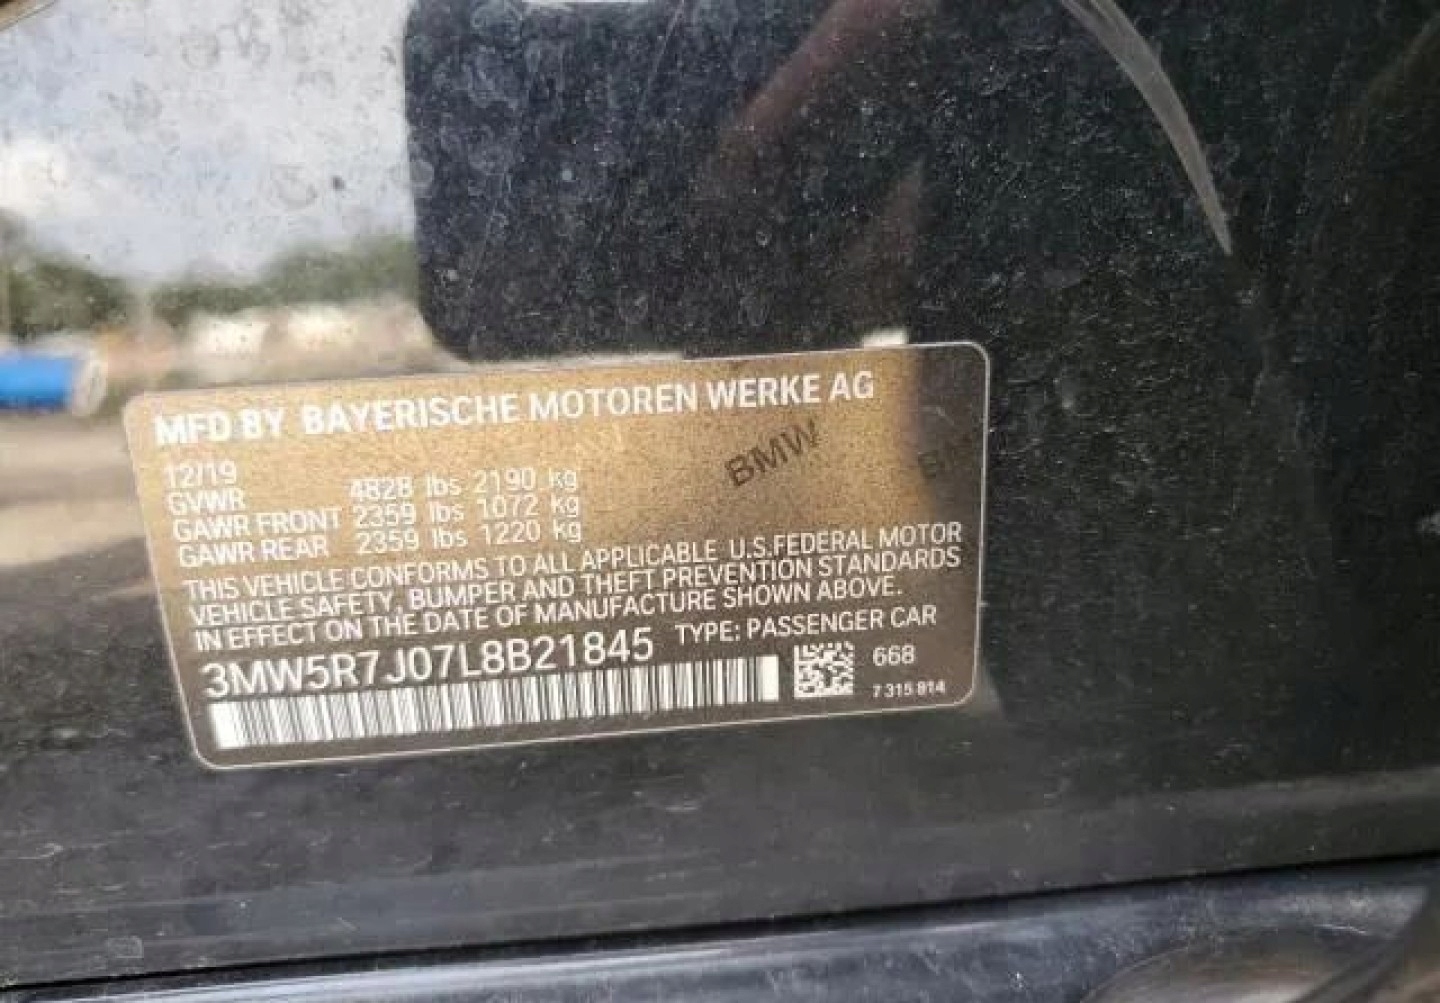 MFD BY BAYERISCHE MOTOREN WERKE AG
12/19
GVWR 4828 lbs 2190 kg
GAWR FRONT 2359 lbs 1072 kg
GAWR REAR 2359 lbs 1220 kg
BMW
THIS VEHICLE CONFORMS TO ALL APPLICABLE U.S.FEDERAL MOTOR
VEHICLE SAFETY, BUMPER AND THEFT PREVENTION STANDARDS
IN EFFECT ON THE DATE OF MANUFACTURE SHOWN ABOVE.
3MW5R7J07L8B21845 TYPE: PASSENGER CAR
668
7 315 814